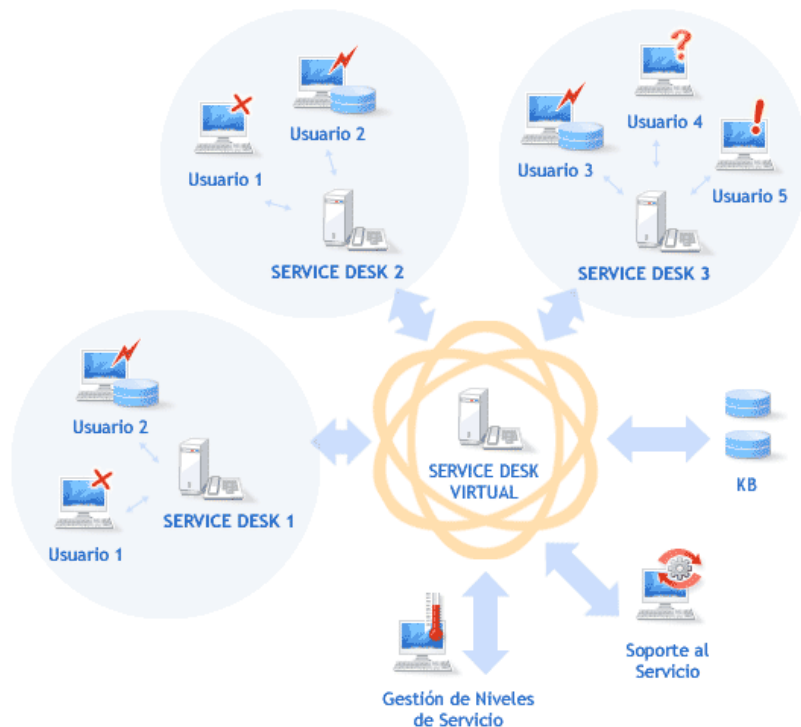 Usuario 2
Usuario 1
SERVICE DESK 2
Usuario 4
Usuario 3
Usuario 5
SERVICE DESK 3
Usuario 2
Usuario 1
SERVICE DESK 1
SERVICE DESK
VIRTUAL
KB
Soporte al
Servicio
Gestión de Niveles
de Servicio